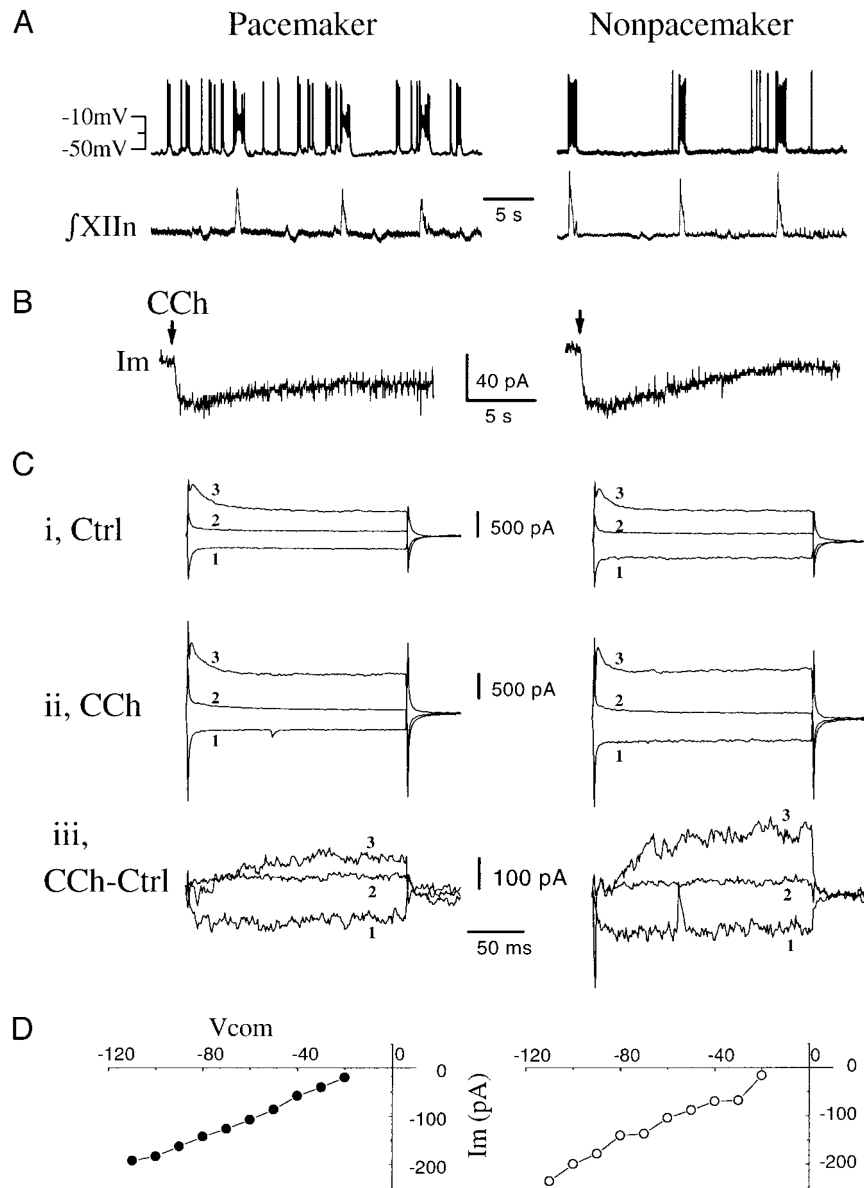 A
Pacemaker
Nonpacemaker
-10mV
-50mV
5 s
∫XIIn
B
CCh
Im
40 pA
5 s
C
i, Ctrl
3
2
1
500 pA
3
2
1
ii, CCh
3
2
1
500 pA
3
2
1
iii,
CCh-Ctrl
3
2
1
100 pA
50 ms
3
2
1
D
Vcom
-120
-80
-40
0
0
-100
-200
Im (pA)
-120
-80
-40
0
0
-100
-200